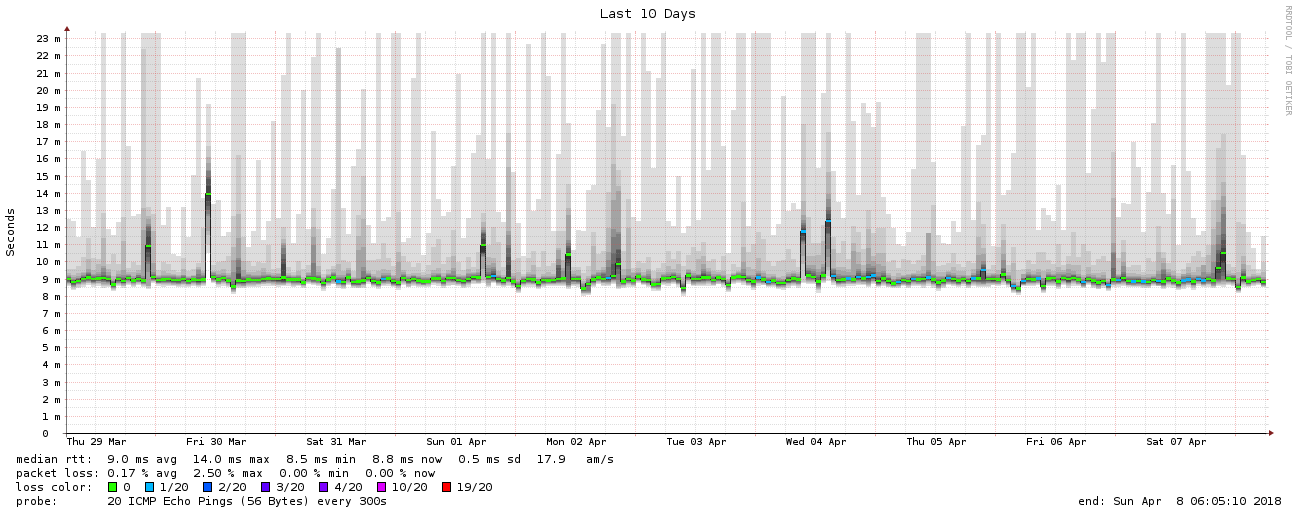 Last 10 Days
RRDTOOL / TOBI OETIKER
Seconds
23 m
22 m
21 m
20 m
19 m
18 m
17 m
16 m
15 m
14 m
13 m
12 m
11 m
10 m
9 m
8 m
7 m
6 m
5 m
4 m
3 m
2 m
1 m
0
Thu 29 Mar Fri 30 Mar Sat 31 Mar Sun 01 Apr Mon 02 Apr Tue 03 Apr Wed 04 Apr Thu 05 Apr Fri 06 Apr Sat 07 Apr
median rtt: 9.0 ms avg 14.0 ms max 8.5 ms min 8.8 ms now 0.5 ms sd 17.9 am/s
packet loss: 0.17 % avg 2.50 % max 0.00 % min 0.00 % now
loss color: 0 1/20 2/20 3/20 4/20 10/20 19/20
probe: 20 ICMP Echo Pings (56 Bytes) every 300s end: Sun Apr 8 06:05:10 2018